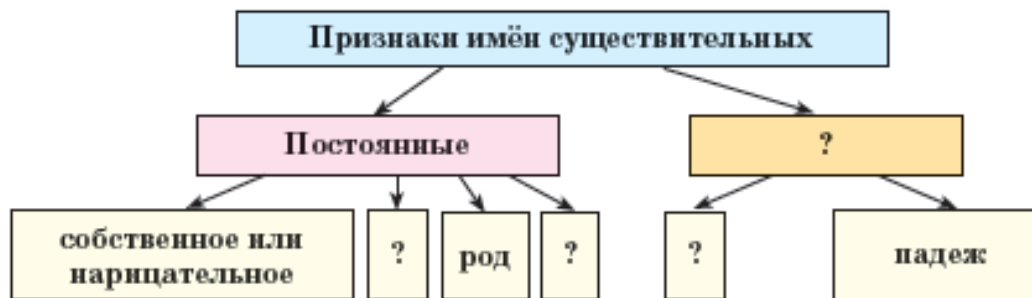 Признаки имён существительных
Постоянные
?
собственное или
нарицательное
?
род
?
?
падеж